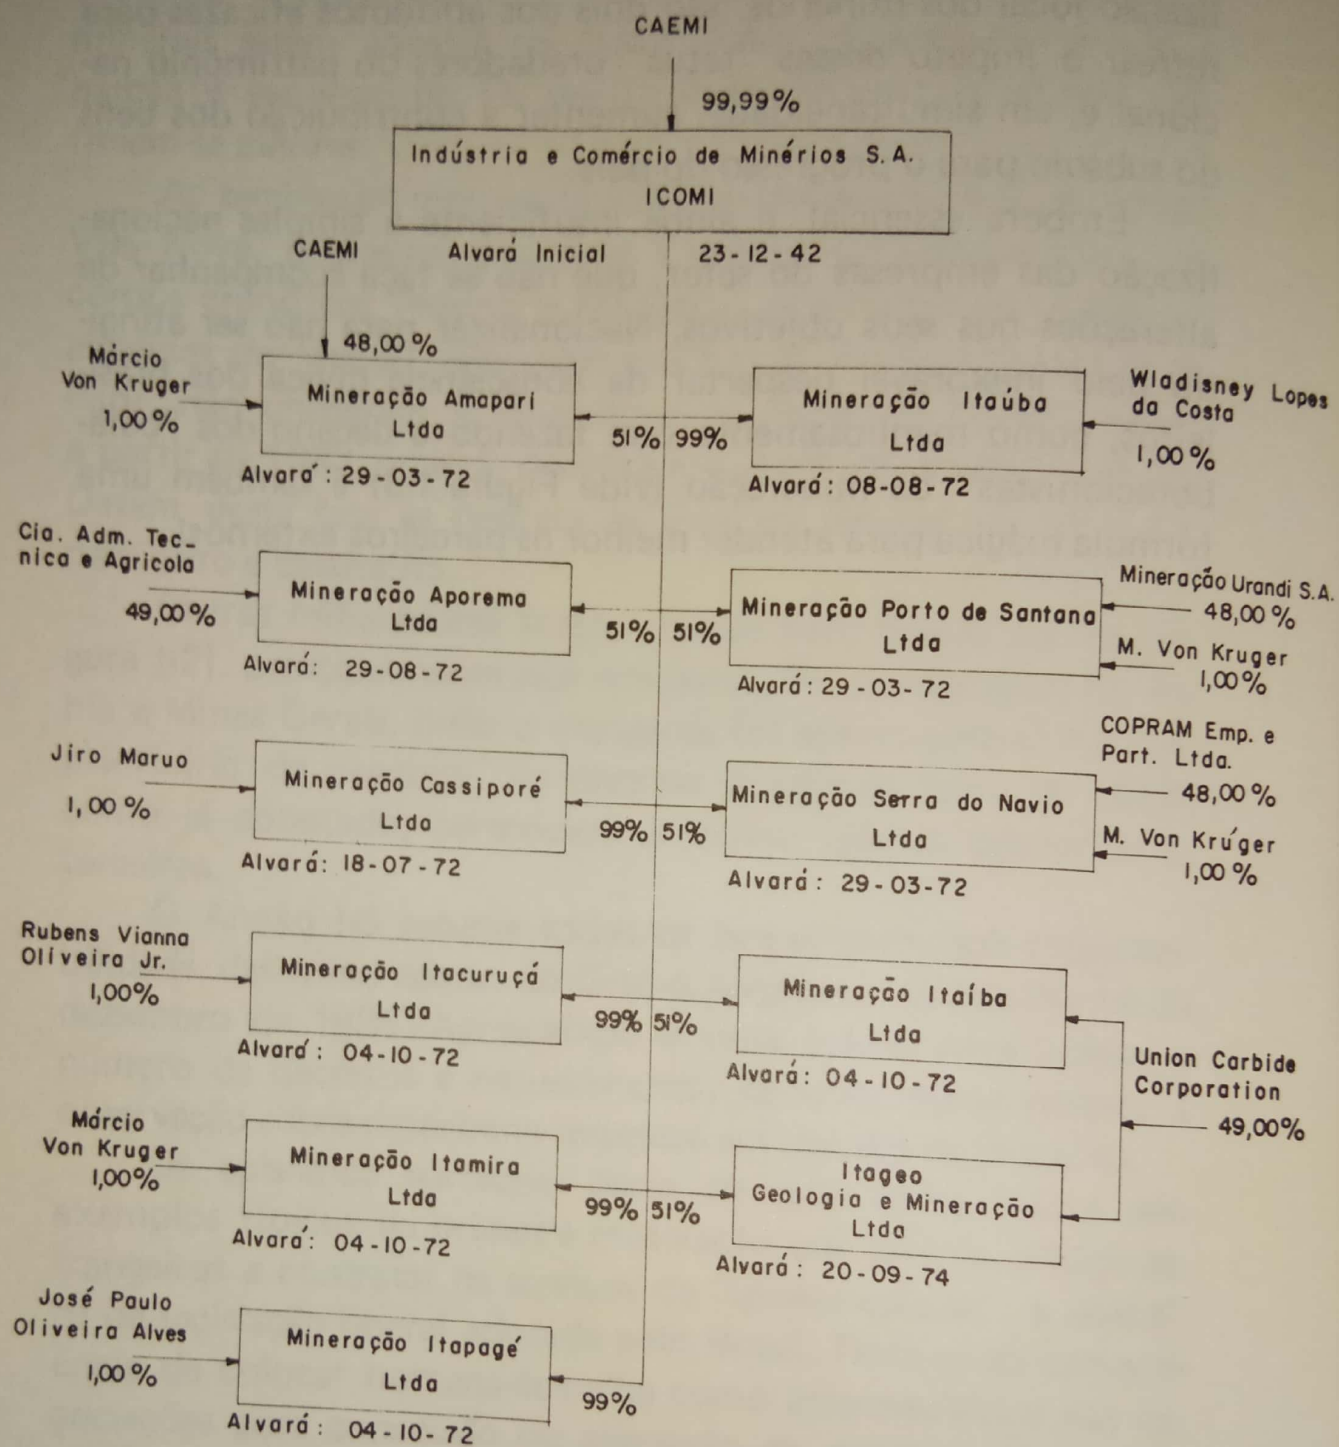 CAEMI
99,99%
Indústria e Comércio de Minérios S.A.
ICOMI
CAEMI
Alvará Inicial 23-12-42
48,00%
Márcio
Von Kruger
1,00%
Mineração Amapari
Ltda
Alvará: 29-03-72
51% 99%
Mineração Itaúba
Ltda
Alvará: 08-08-72
Wladisney Lopes
da Costa
1,00%
Cia. Adm. Tec_
nica e Agricola
49,00%
Mineração Aporema
Ltda
Alvará: 29-08-72
51% 51%
Mineração Porto de Santana
Ltda
Alvará: 29-03-72
Mineração Urandi S.A.
48,00%
M. Von Kruger
1,00%
Jiro Maruo
1,00%
Mineração Cassiporé
Ltda
Alvará: 18-07-72
99% 51%
Mineração Serra do Navio
Ltda
Alvará: 29-03-72
COPRAM Emp. e
Part. Ltda.
48,00%
M. Von Krúger
1,00%
Rubens Vianna
Oliveira Jr.
1,00%
Mineração Itacuruçá
Ltda
Alvará: 04-10-72
99% 51%
Mineração Itaíba
Ltda
Alvará: 04-10-72
Union Carbide
Corporation
49,00%
Márcio
Von Kruger
1,00%
Mineração Itamira
Ltda
Alvará: 04-10-72
99% 51%
Itageo
Geologia e Mineração
Ltda
Alvará: 20-09-74
José Paulo
Oliveira Alves
1,00%
Mineração Itapagé
Ltda
Alvará: 04-10-72
99%